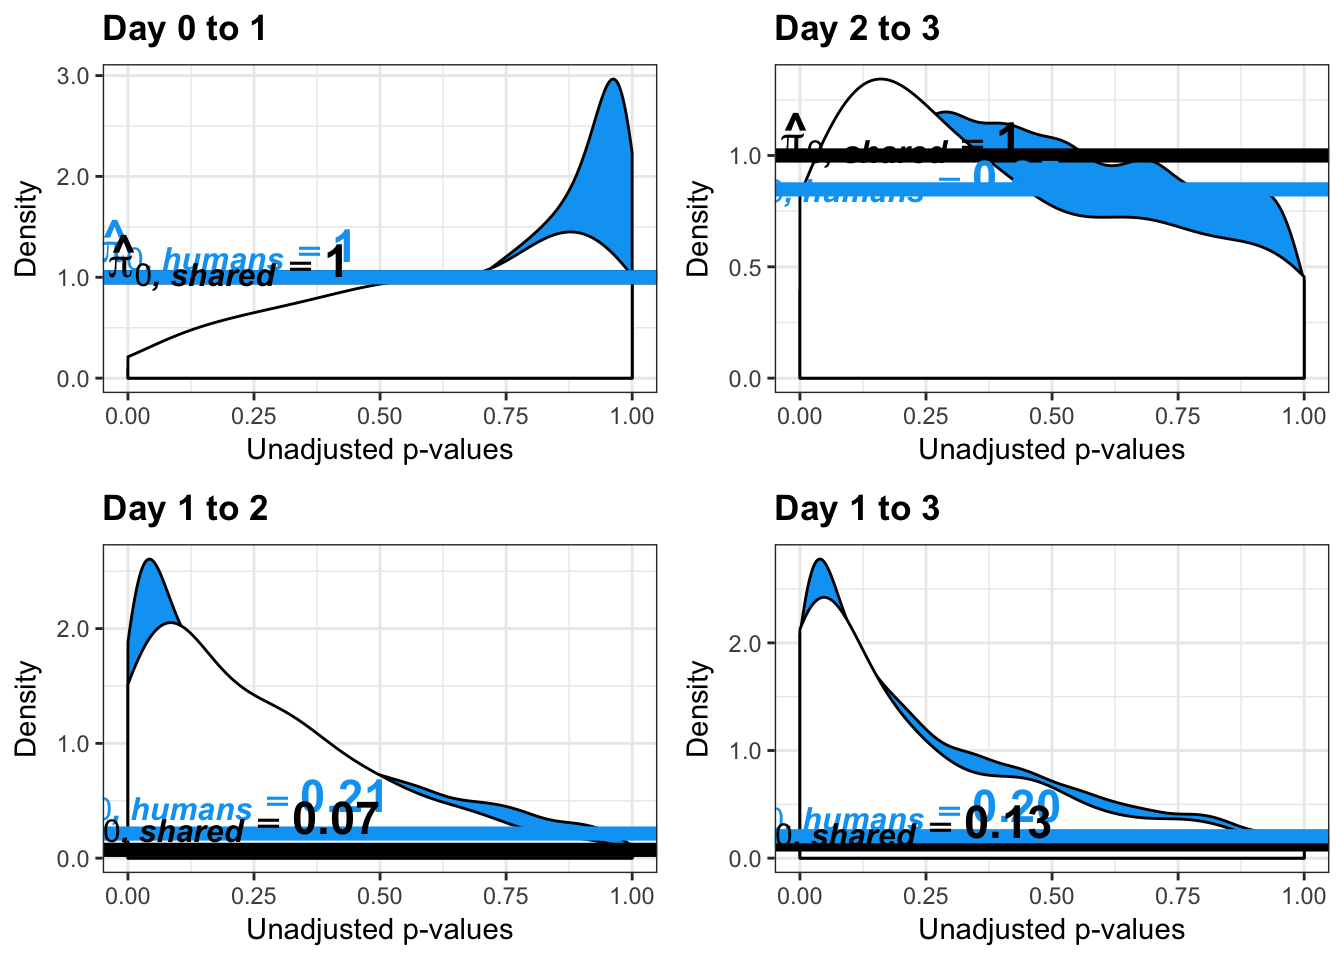 Day 0 to 1
Density
3.0
2.0
1.0
0.0
π̂0, humans = 1
π̂0, shared = 1
0.00 0.25 0.50 0.75 1.00
Unadjusted p-values
Day 2 to 3
Density
1.0
0.5
0.0
π̂0, shared = 1
0, humans = 0.
0.00 0.25 0.50 0.75 1.00
Unadjusted p-values
Day 1 to 2
Density
2.0
1.0
0.0
0, humans = 0.21
0, shared = 0.07
0.00 0.25 0.50 0.75 1.00
Unadjusted p-values
Day 1 to 3
Density
2.0
1.0
0.0
0, humans = 0.20
0, shared = 0.13
0.00 0.25 0.50 0.75 1.00
Unadjusted p-values